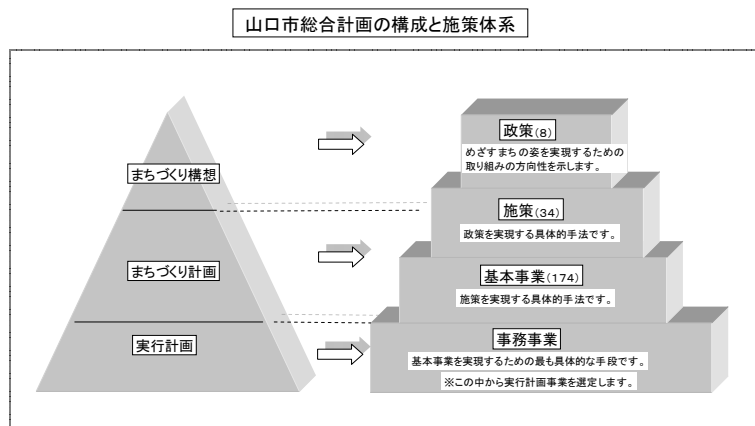 山口市総合計画の構成と施策体系
まちづくり構想
まちづくり計画
実行計画
政策(8)
めざすまちの姿を実現するための
取り組みの方向性を示します。
施策(34)
政策を実現する具体的手法です。
基本事業(174)
施策を実現する具体的手法です。
事務事業
基本事業を実現するための最も具体的な手段です。
※この中から実行計画事業を選定します。